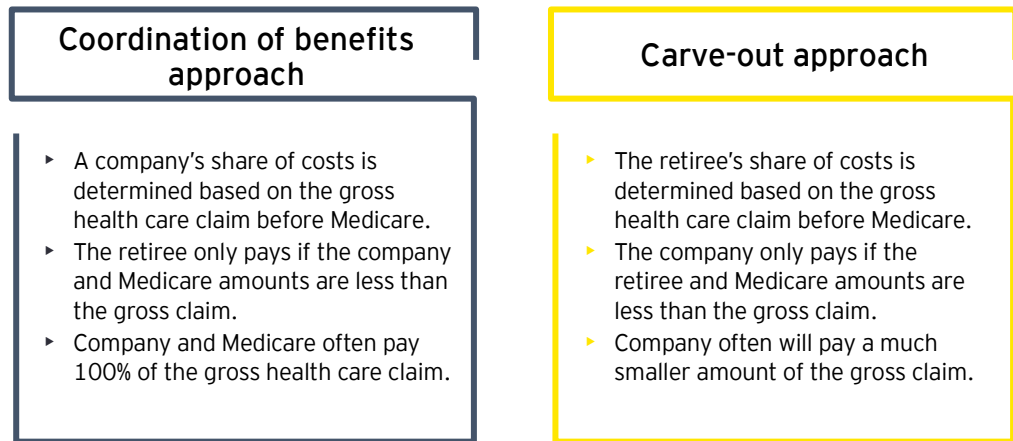 Coordination of benefits
approach
▸ A company's share of costs is
determined based on the gross
health care claim before Medicare.
▸ The retiree only pays if the company
and Medicare amounts are less than
the gross claim.
▸ Company and Medicare often pay
100% of the gross health care claim.
Carve-out approach
▸ The retiree's share of costs is
determined based on the gross
health care claim before Medicare.
▸ The company only pays if the
retiree and Medicare amounts are
less than the gross claim.
▸ Company often will pay a much
smaller amount of the gross claim.